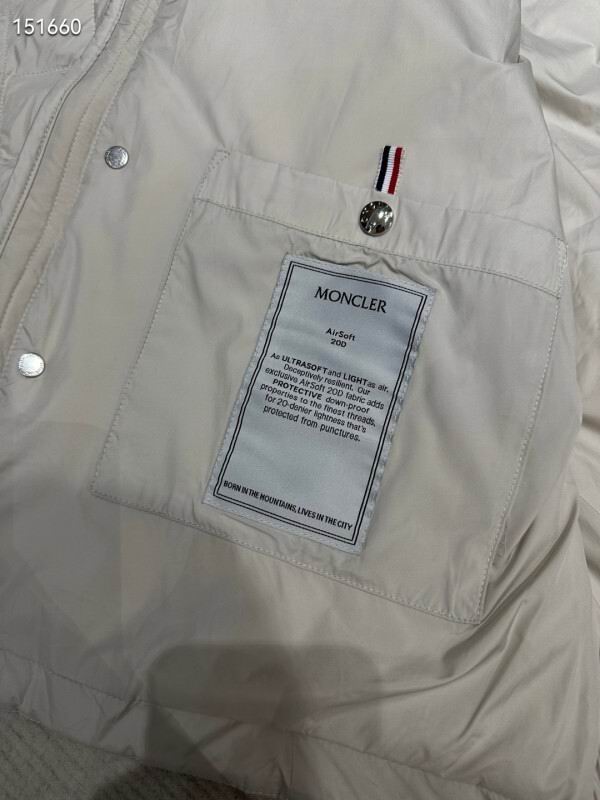 151660
MONCLER
AirSoft
20D
As ULTRASOFT and LIGHT as air.
Deceptively resilient. Our
exclusive AirSoft 20D fabric adds
PROTECTIVE down-proof
properties to the finest threads,
for 20-denier lightness that's
protected from punctures.
BORN IN THE MOUNTAINS, LIVES IN THE CITY